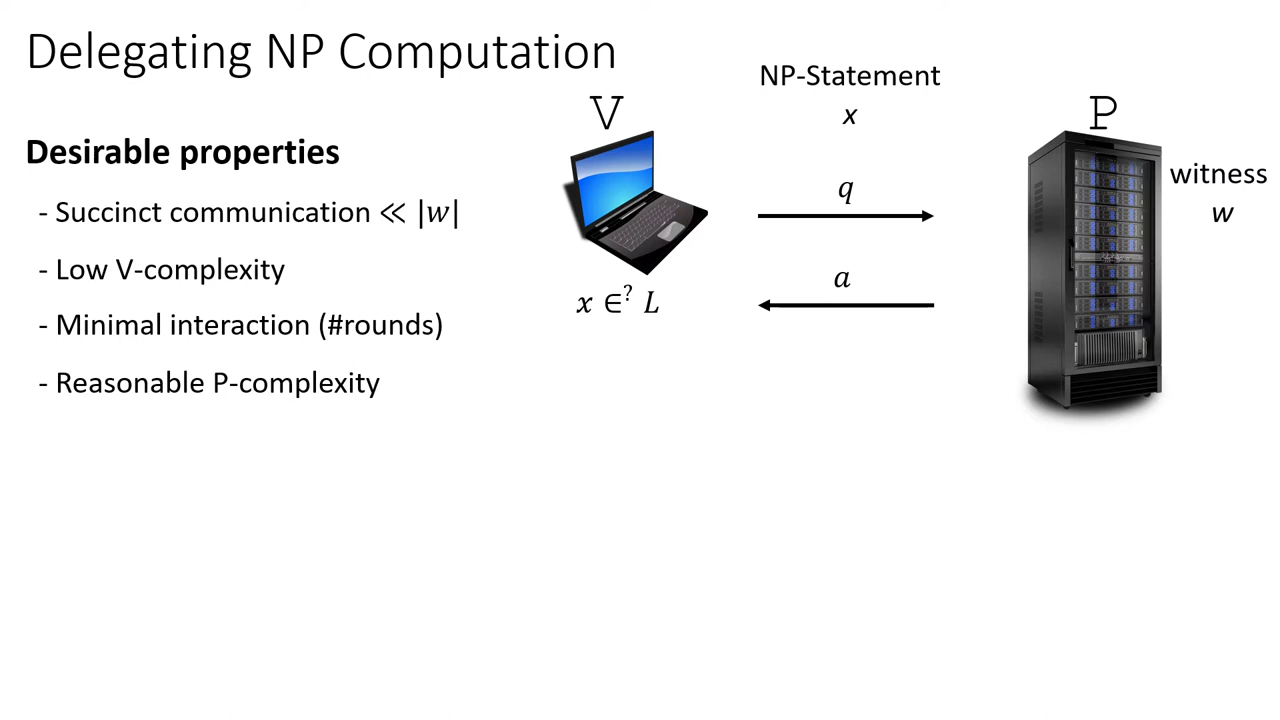 Delegating NP Computation
Desirable properties
- Succinct communication ≪ |w|
- Low V-complexity
- Minimal interaction (#rounds)
- Reasonable P-complexity
V
x ∈? L
NP-Statement
x
q
a
P
witness
w